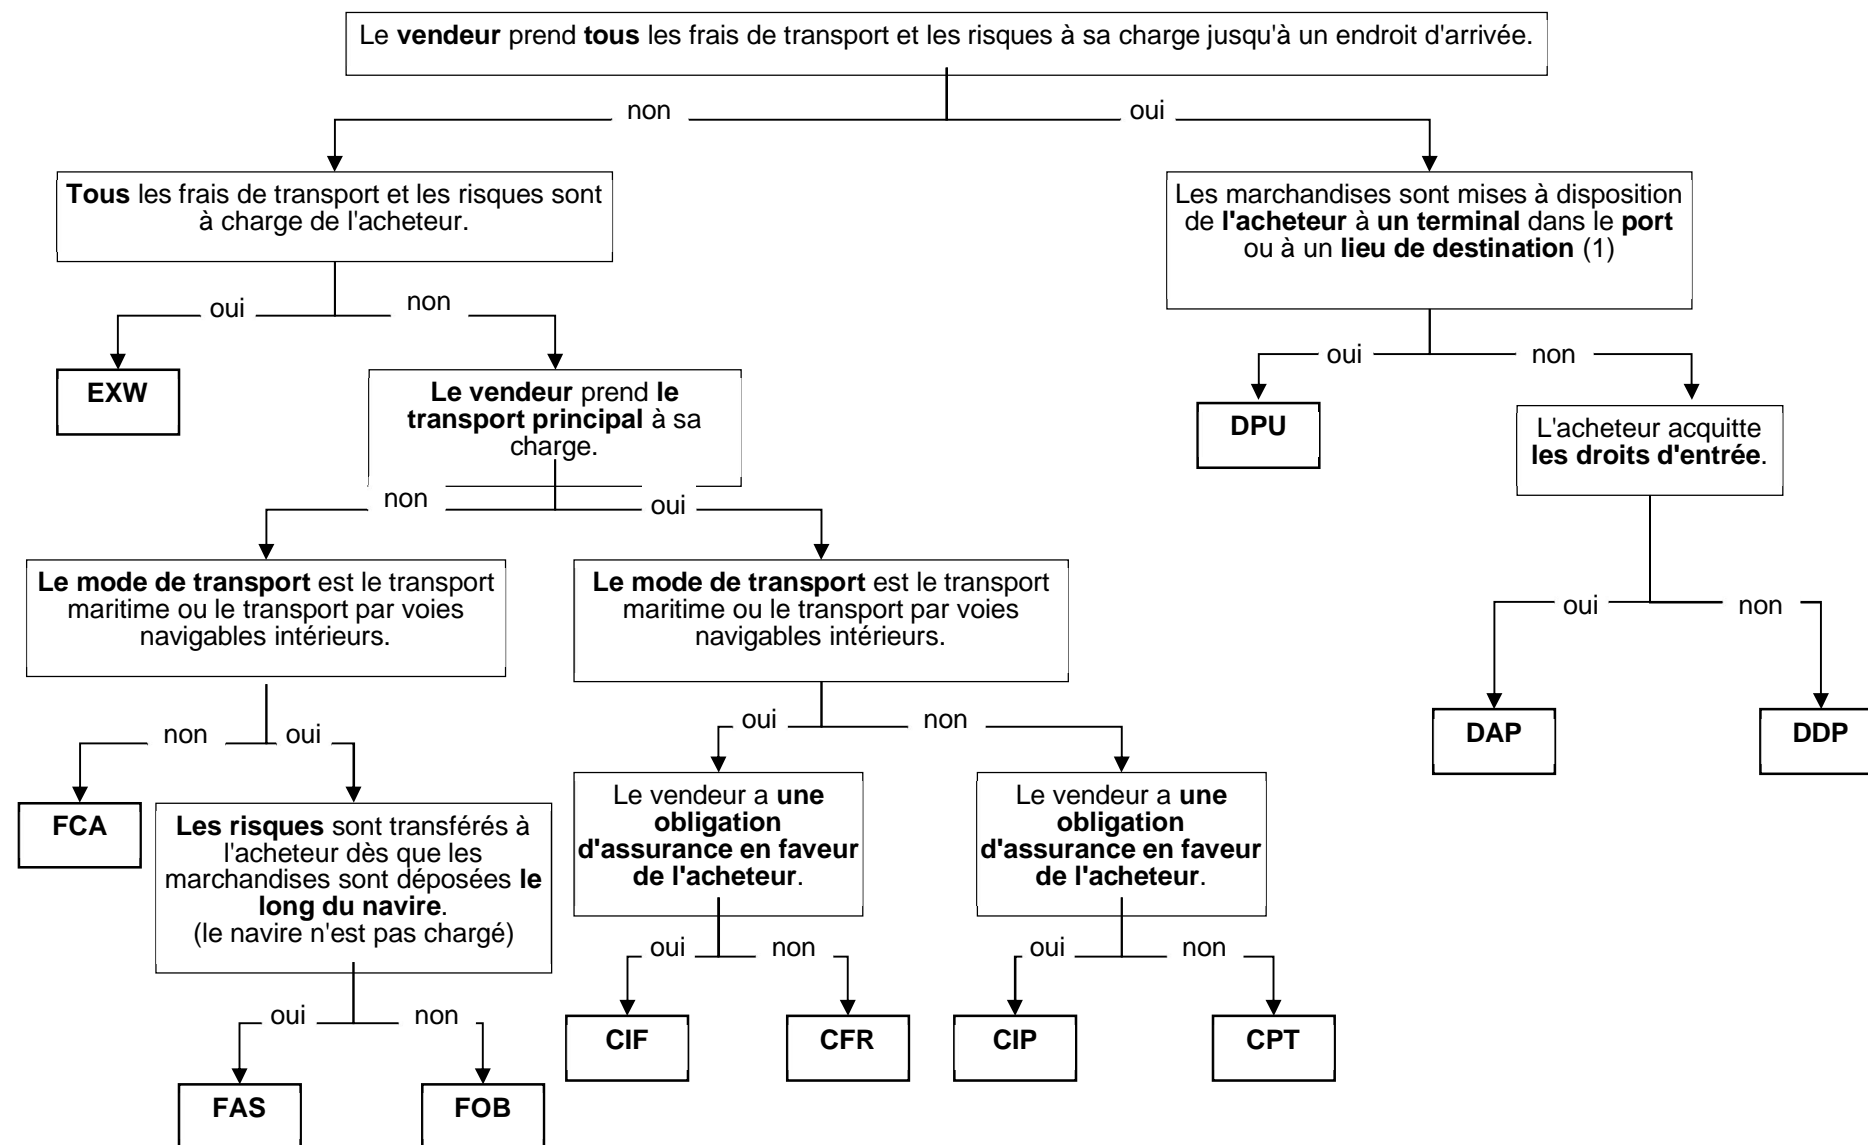 Le vendeur prend tous les frais de transport et les risques à sa charge jusqu'à un endroit d'arrivée.
non
oui
Tous les frais de transport et les risques sont
à charge de l'acheteur.
Les marchandises sont mises à disposition
de l'acheteur à un terminal dans le port
ou à un lieu de destination (1)
oui
non
oui
non
EXW
Le vendeur prend le
transport principal à sa
charge.
DPU
L'acheteur acquitte
les droits d'entrée.
non
oui
Le mode de transport est le transport
maritime ou le transport par voies
navigables intérieurs.
Le mode de transport est le transport
maritime ou le transport par voies
navigables intérieurs.
oui
non
non
oui
oui
non
DAP
DDP
FCA
Les risques sont transférés à
l'acheteur dès que les
marchandises sont déposées le
long du navire.
(le navire n'est pas chargé)
Le vendeur a une
obligation
d'assurance en faveur
de l'acheteur.
Le vendeur a une
obligation
d'assurance en faveur
de l'acheteur.
oui
non
oui
non
oui
non
CIF
CFR
CIP
CPT
FAS
FOB